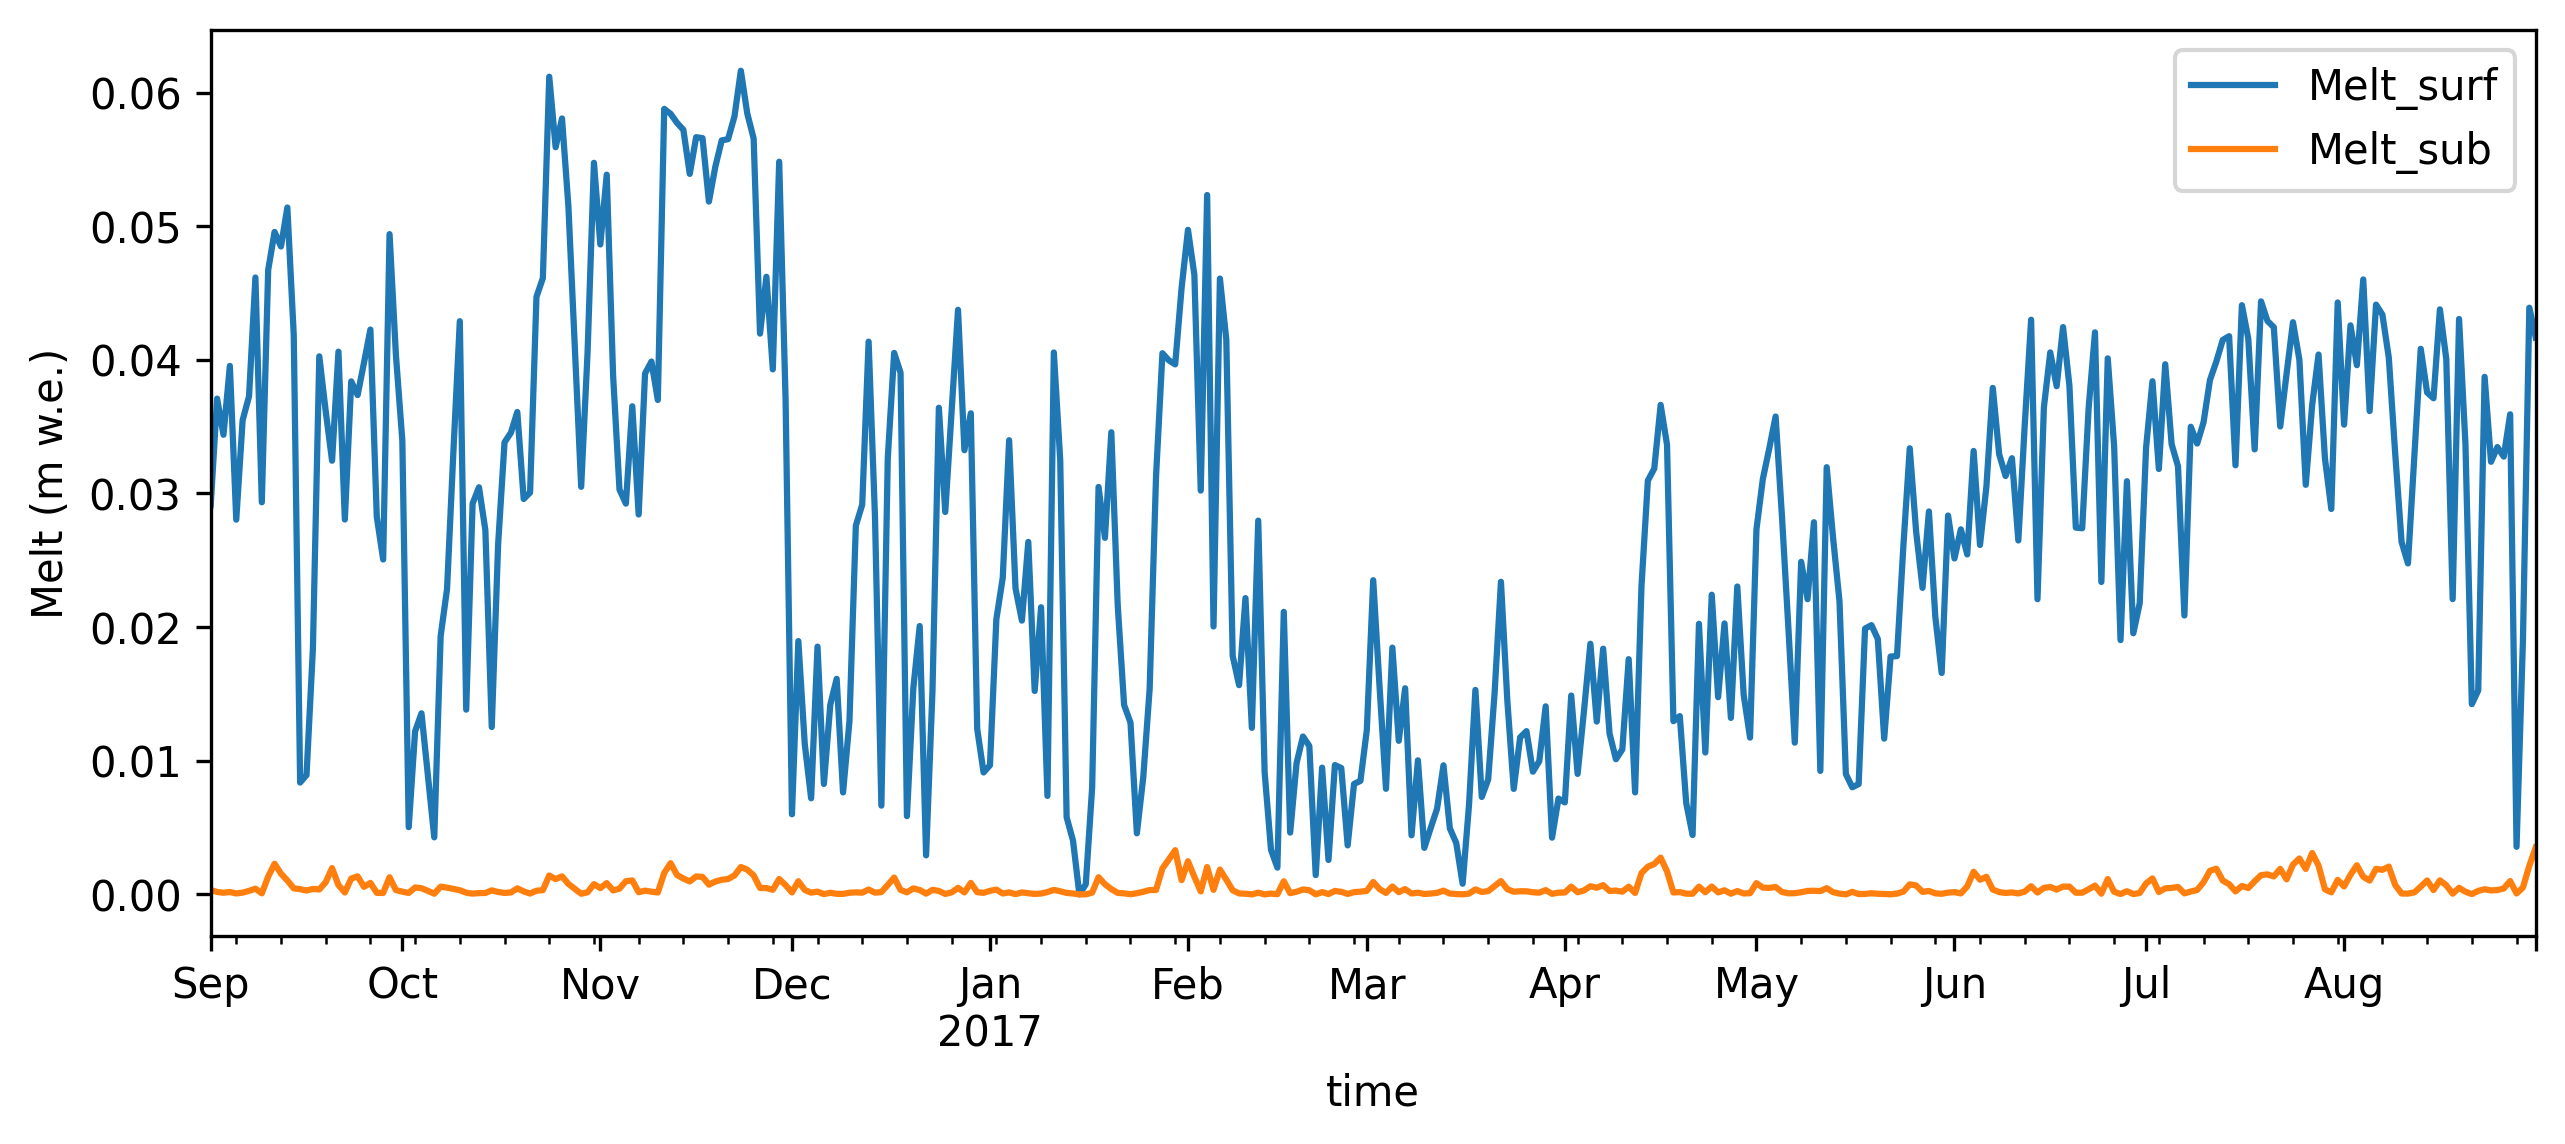 Melt_surf
Melt_sub
Melt (m w.e.)
0.06
0.05
0.04
0.03
0.02
0.01
0.00
Sep Oct Nov Dec Jan Feb Mar Apr May Jun Jul Aug
2017
time